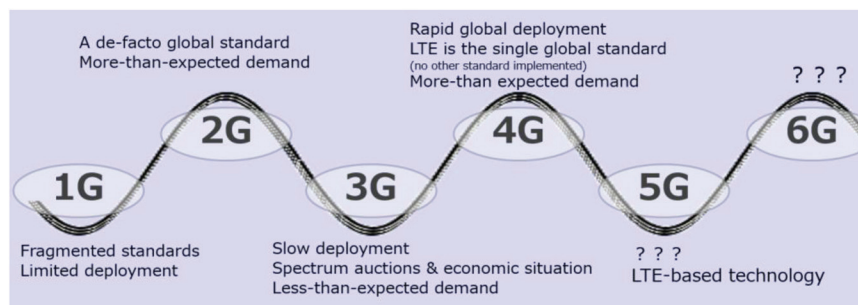 A de-facto global standard
More-than-expected demand
Rapid global deployment
LTE is the single global standard
(no other standard implemented)
More-than expected demand
? ? ?
1G
2G
3G
4G
5G
6G
Fragmented standards
Limited deployment
Slow deployment
Spectrum auctions & economic situation
Less-than-expected demand
? ? ?
LTE-based technology